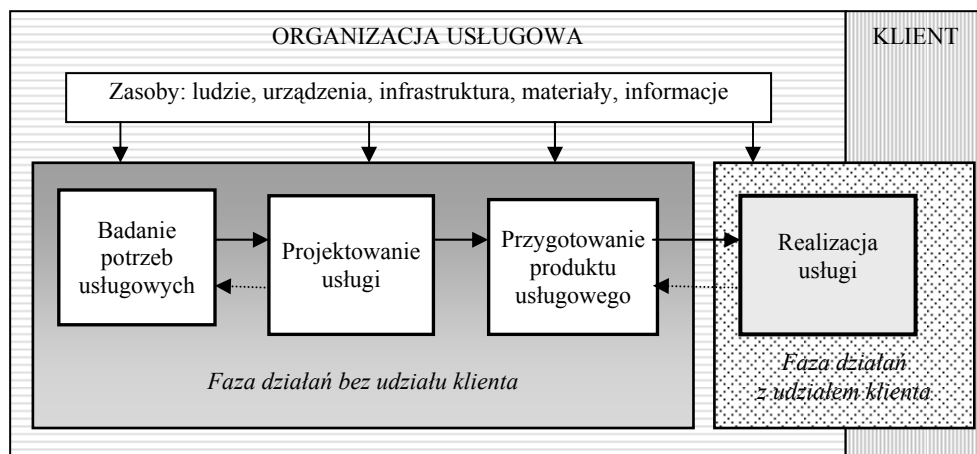 ORGANIZACJA USŁUGOWA
KLIENT
Zasoby: ludzie, urządzenia, infrastruktura, materiały, informacje
Badanie
potrzeb
usługowych
Projektowanie
usługi
Przygotowanie
produktu
usługowego
Realizacja
usługi
Faza działań bez udziału klienta
Faza działań
z udziałem klienta